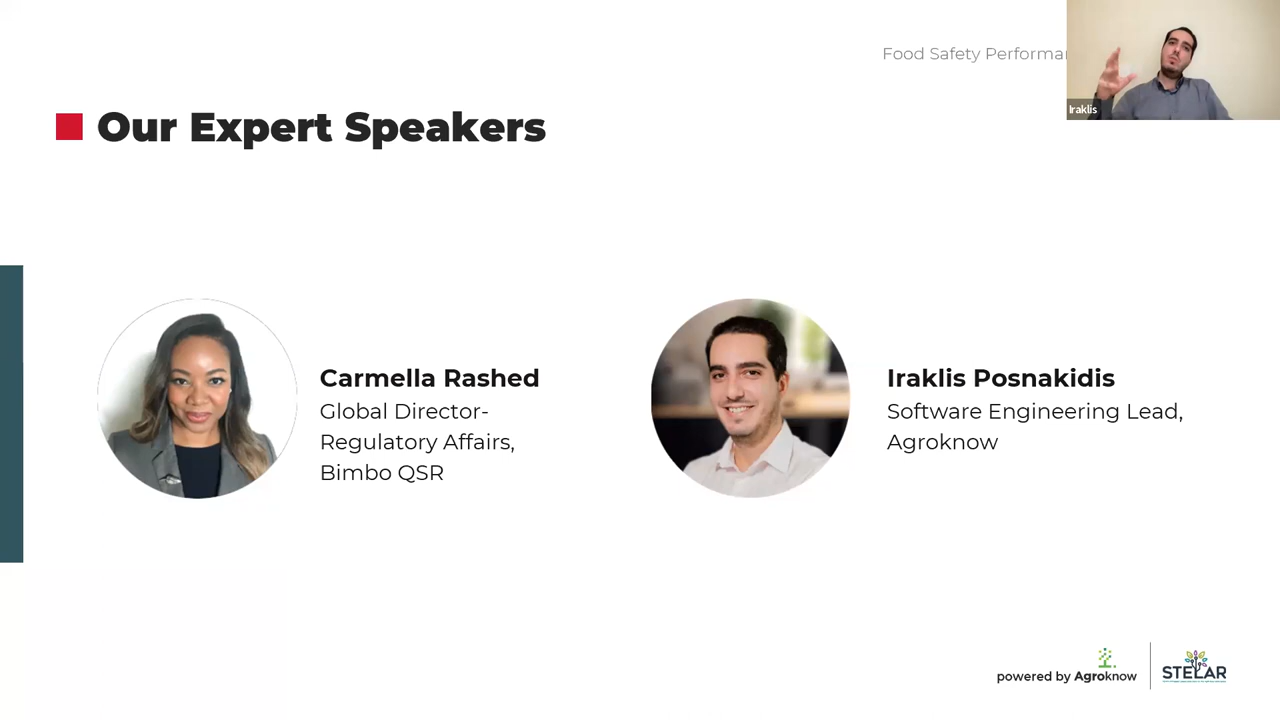 Food Safety Performa
Iraklis
Our Expert Speakers
Carmella Rashed
Global Director-
Regulatory Affairs,
Bimbo QSR
Iraklis Posnakidis
Software Engineering Lead,
Agroknow
powered by Agroknow
STELAR